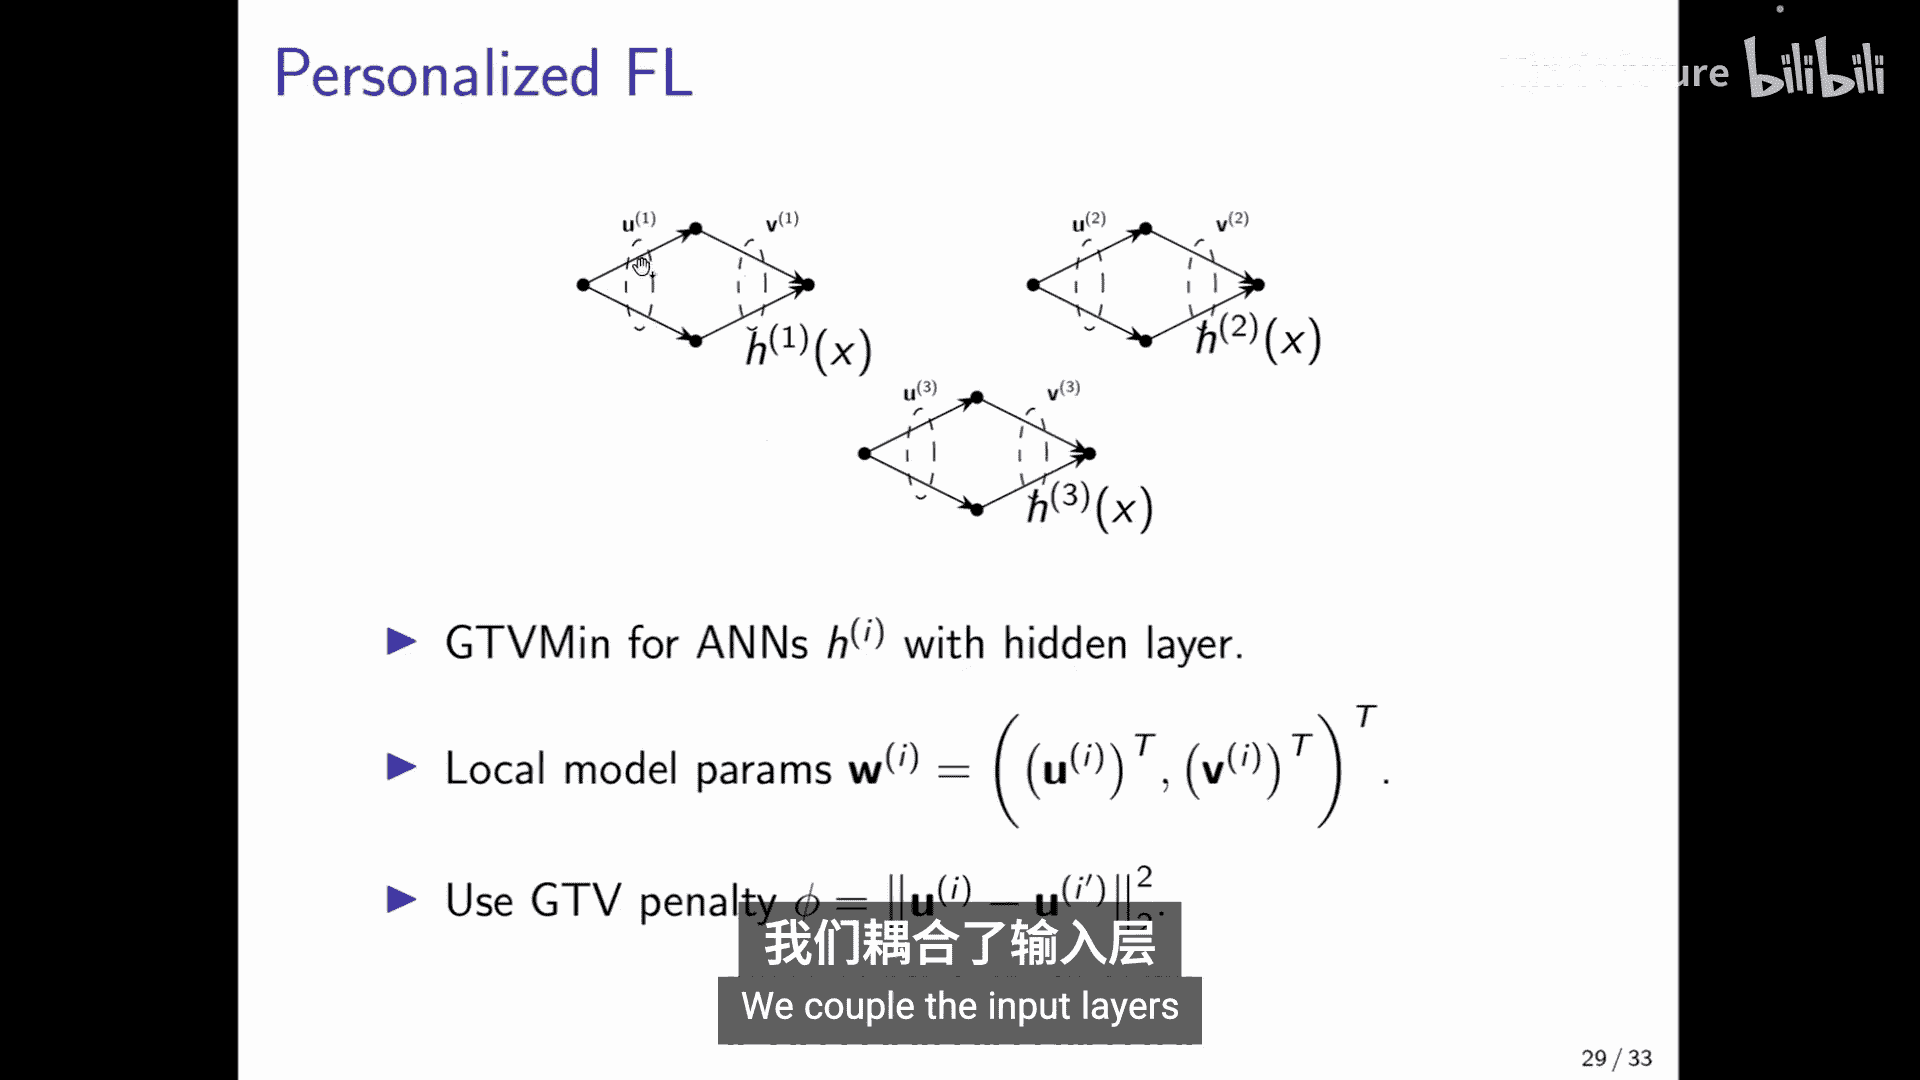 Personalized FL
ure bilibili
u^(1) v^(1)
u^(2) v^(2)
h^(1)(x)
h^(2)(x)
u^(3) v^(3)
h^(3)(x)
▶ GTVMin for ANNs h^(i) with hidden layer.
▶ Local model params w^(i) = ((u^(i))^T, (v^(i))^T)^T.
▶ Use GTV penalty ϕ = ‖u^(i) − u^(i′)‖_2^2.
我们耦合了输入层
We couple the input layers
29 / 33